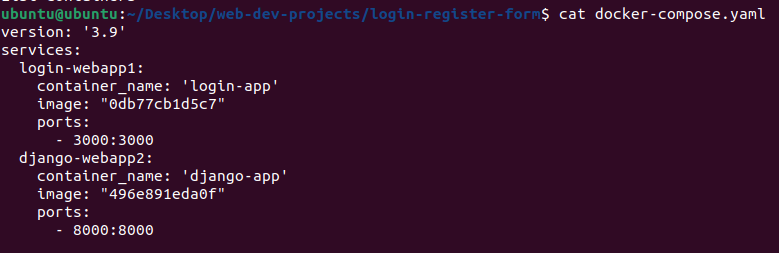 ubuntu@ubuntu:~/Desktop/web-dev-projects/login-register-form$ cat docker-compose.yaml
version: '3.9'
services:
  login-webapp1:
    container_name: 'login-app'
    image: "0db77cb1d5c7"
    ports:
      - 3000:3000
  django-webapp2:
    container_name: 'django-app'
    image: "496e891eda0f"
    ports:
      - 8000:8000